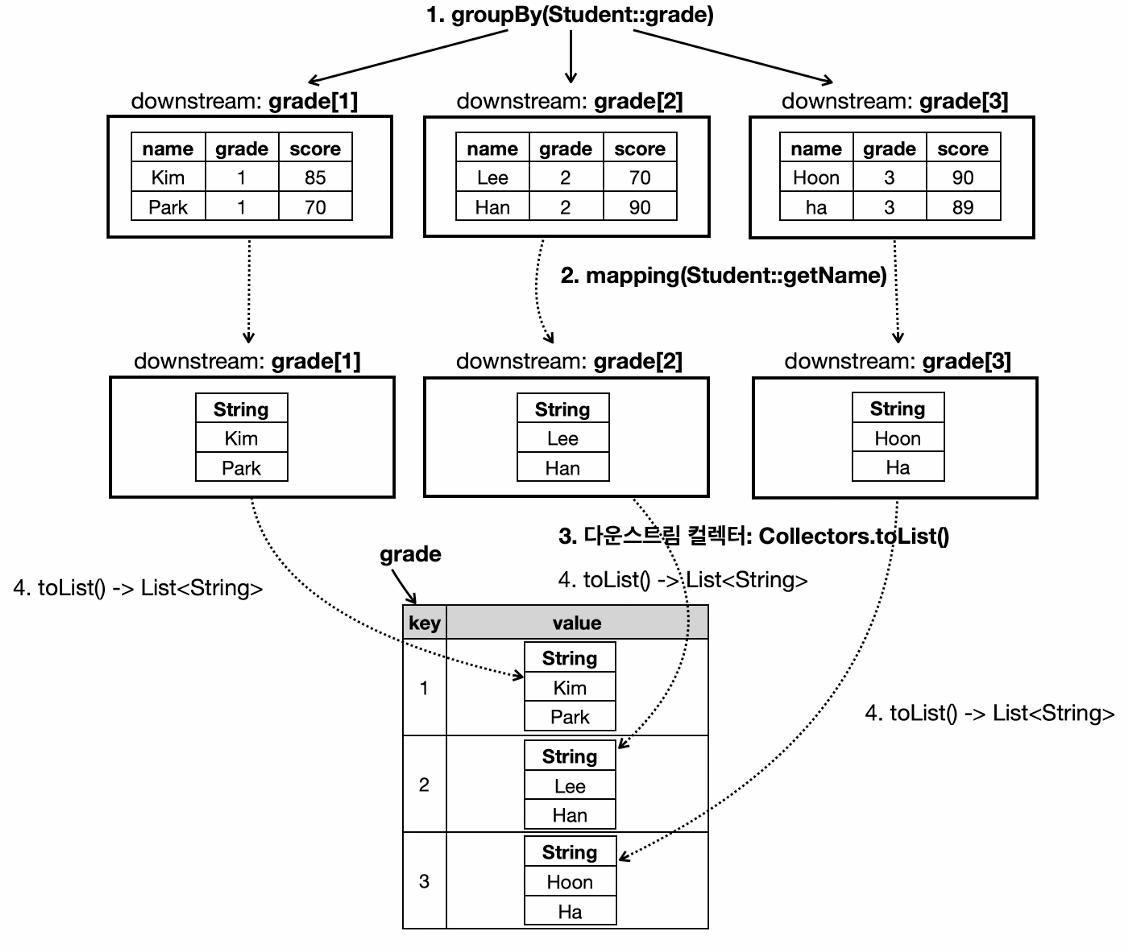 1. groupBy(Student::grade)
downstream: grade[1] downstream: grade[2] downstream: grade[3]
name grade score name grade score name grade score
Kim 1 85 Lee 2 70 Hoon 3 90
Park 1 70 Han 2 90 ha 3 89
2. mapping(Student::getName)
downstream: grade[1] downstream: grade[2] downstream: grade[3]
String String String
Kim Lee Hoon
Park Han Ha
3. 다운스트림 컬렉터: Collectors.toList()
grade
4. toList() -> List<String> 4. toList() -> List<String>
key value
String
1 Kim
Park
4. toList() -> List<String>
String
2 Lee
Han
String
3 Hoon
Ha